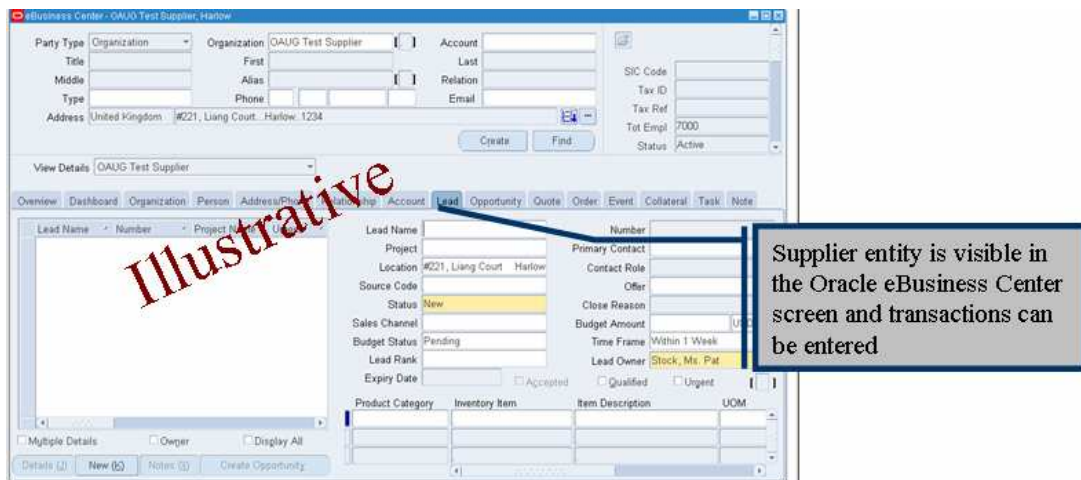 eBusiness Center - OAUG Test Supplier, Harlow
Party Type Organization Organization OAUG Test Supplier [ ] Account
Title First Last
Middle Alias [ ] Relation
Type Phone Email
Address United Kingdom #221, Liang Court...Harlow..1234
SIC Code
Tax ID
Tax Ref
Tot Empl 7000
Status Active
Create Find
View Details OAUG Test Supplier
Overview Dashboard Organization Person Address/Phone Relationship Account Lead Opportunity Quote Order Event Collateral Task Note
Illustrative
Lead Name Number Project
Lead Name Number
Project Primary Contact
Location #221, Liang Court Harlow Contact Role
Source Code Offer
Status New Close Reason
Sales Channel Budget Amount
Budget Status Pending Time Frame Within 1 Week
Lead Rank Lead Owner Stock, Ms. Pat
Expiry Date Accepted Qualified Urgent [ ]
Product Category Inventory Item Item Description UOM
Multiple Details Owner Display All
Details (J) New (K) Notes Create Opportunity
Supplier entity is visible in
the Oracle eBusiness Center
screen and transactions can
be entered